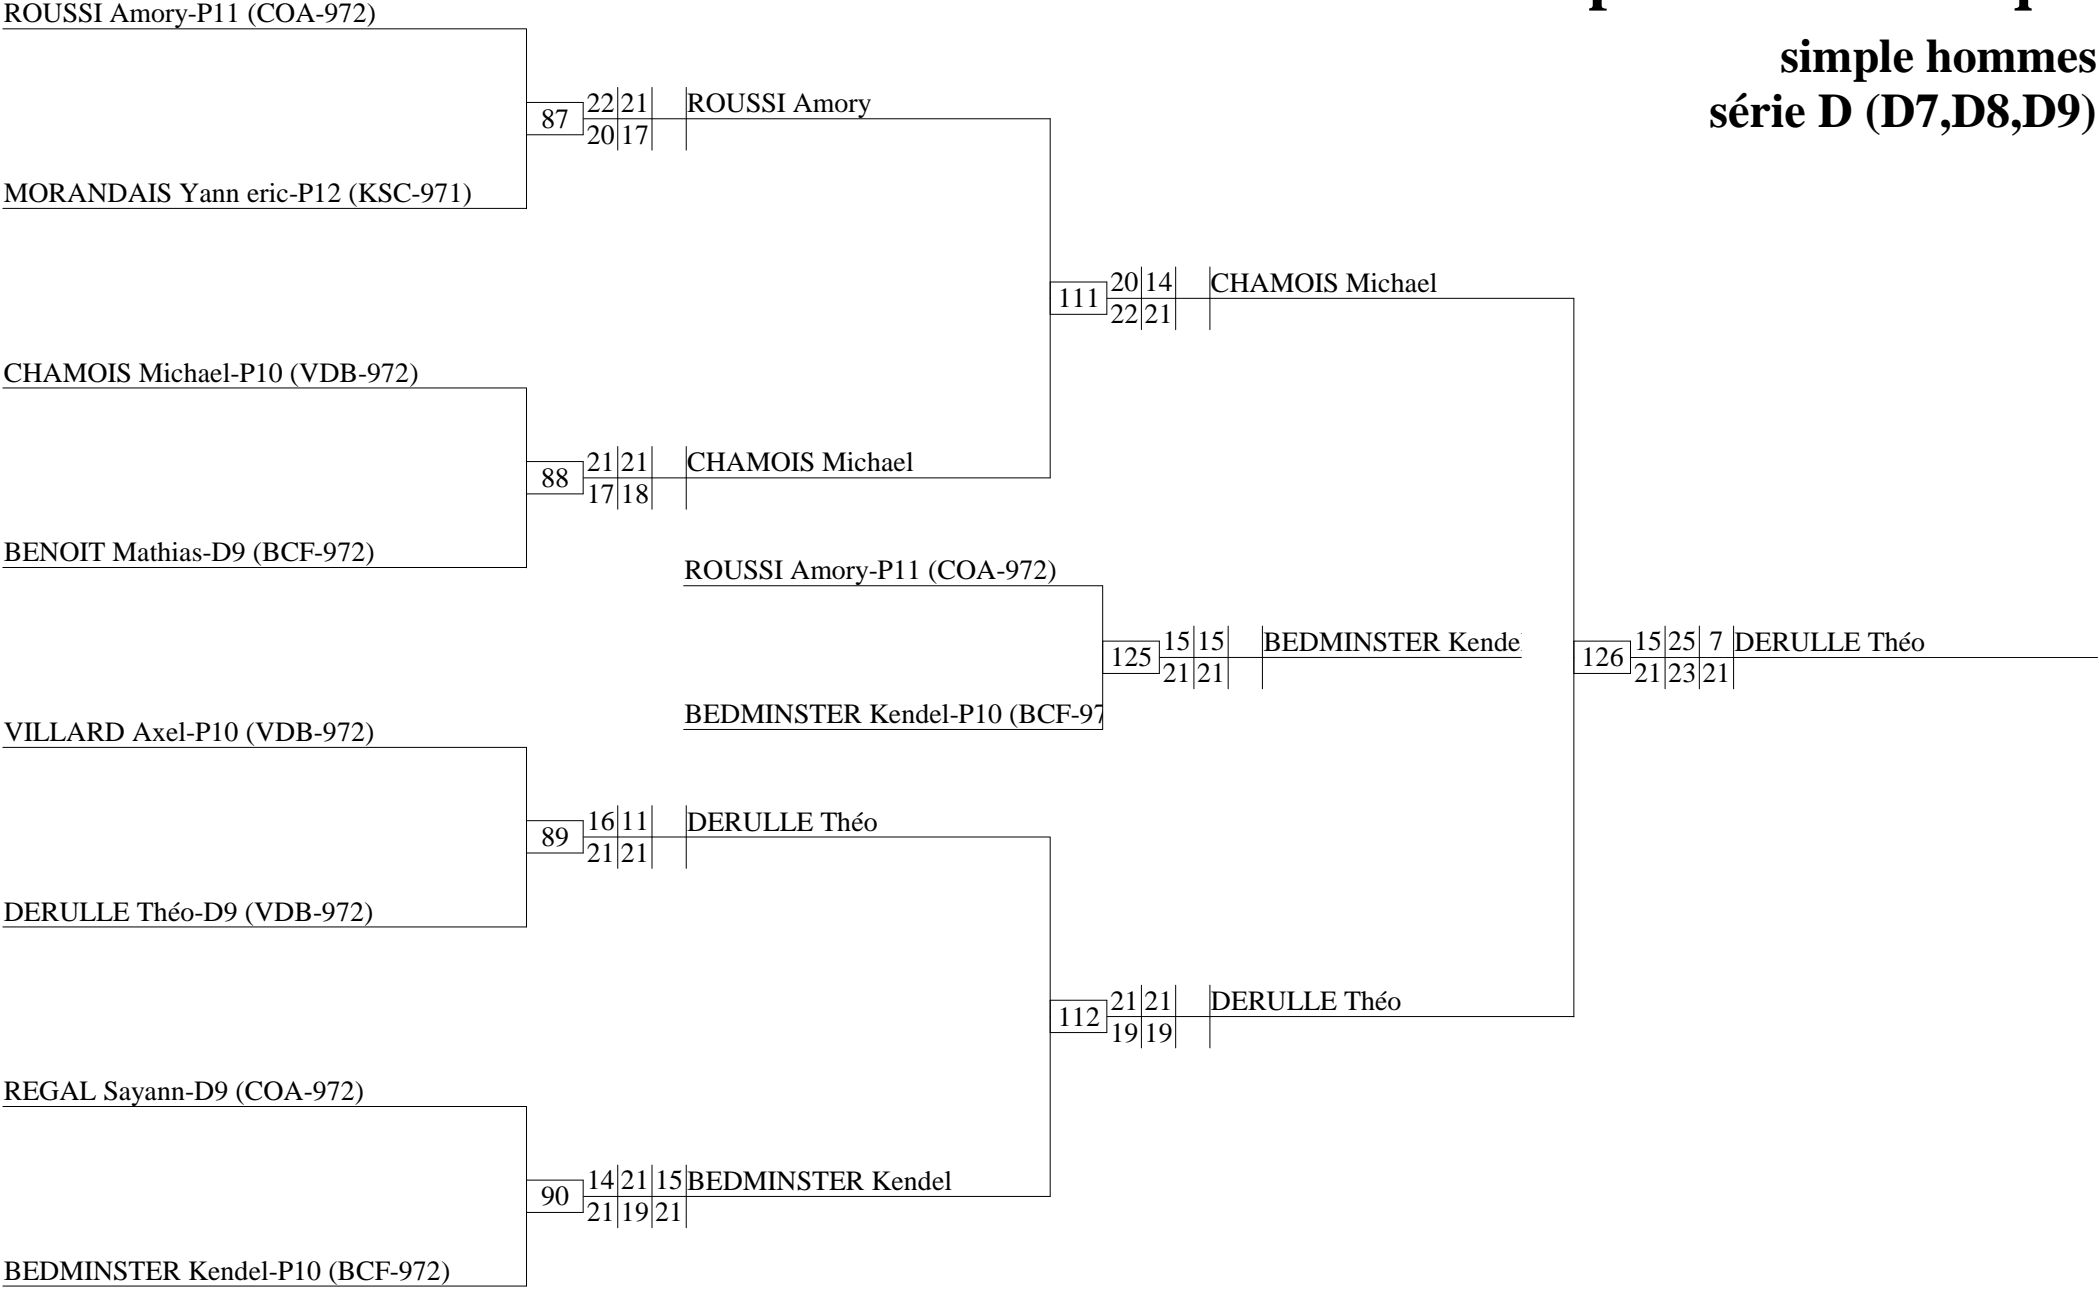 ROUSSI Amory-P11 (COA-972)
simple hommes
série D (D7,D8,D9)
87
22 21
20 17
ROUSSI Amory
MORANDAIS Yann eric-P12 (KSC-971)
111
20 14
22 21
CHAMOIS Michael
CHAMOIS Michael-P10 (VDB-972)
88
21 21
17 18
CHAMOIS Michael
BENOIT Mathias-D9 (BCF-972)
ROUSSI Amory-P11 (COA-972)
125
15 15
21 21
BEDMINSTER Kende
126
15 25 7
21 23 21
DERULLE Théo
BEDMINSTER Kendel-P10 (BCF-97
VILLARD Axel-P10 (VDB-972)
89
16 11
21 21
DERULLE Théo
DERULLE Théo-D9 (VDB-972)
112
21 21
19 19
DERULLE Théo
REGAL Sayann-D9 (COA-972)
90
14 21 15
21 19 21
BEDMINSTER Kendel
BEDMINSTER Kendel-P10 (BCF-972)